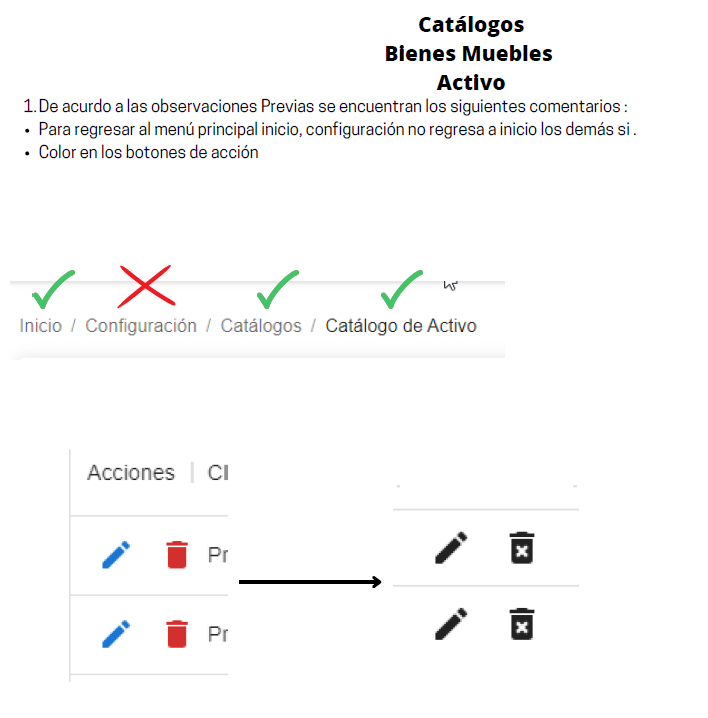 Catálogos
Bienes Muebles
Activo
1. De acurdo a las observaciones Previas se encuentran los siguientes comentarios :
• Para regresar al menú principal inicio, configuración no regresa a inicio los demás si .
• Color en los botones de acción
Inicio / Configuración / Catálogos / Catálogo de Activo
Acciones | Cl
Pr
Pr